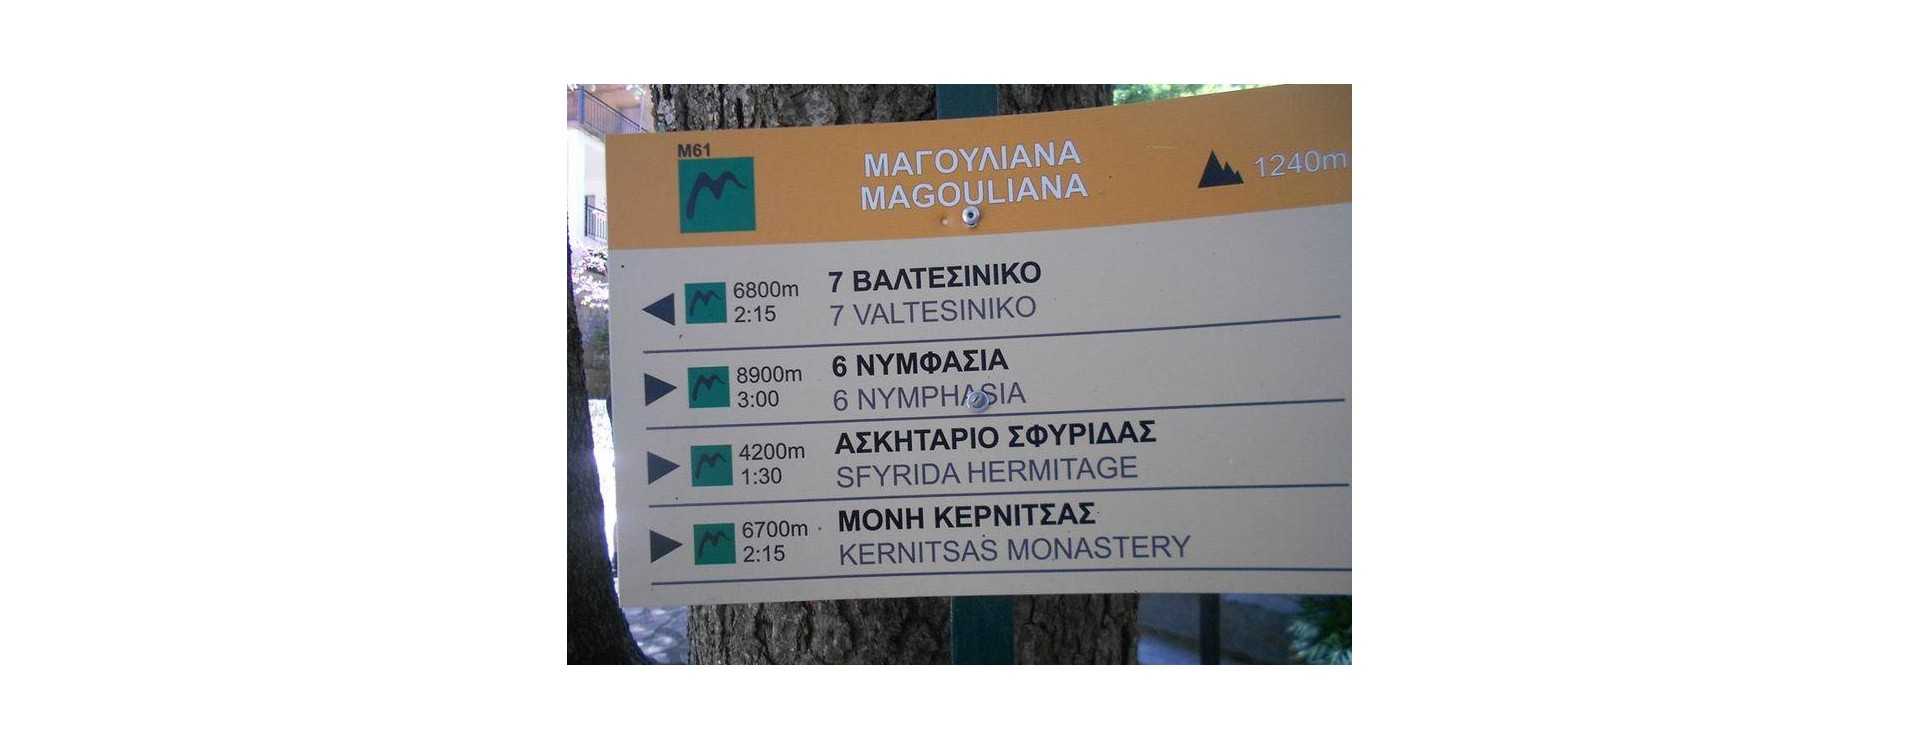 M61
ΜΑΓΟΥΛΙΑΝΑ
MAGOULIANA
1240m
6800m
2:15
7 ΒΑΛΤΕΣΙΝΙΚΟ
7 VALTESINIKO
8900m
3:00
6 ΝΥΜΦΑΣΙΑ
6 NYMPHASIA
4200m
1:30
ΑΣΚΗΤΑΡΙΟ ΣΦΥΡΙΔΑΣ
SFYRIDA HERMITAGE
6700m
2:15
ΜΟΝΗ ΚΕΡΝΙΤΣΑΣ
KERNITSAS MONASTERY